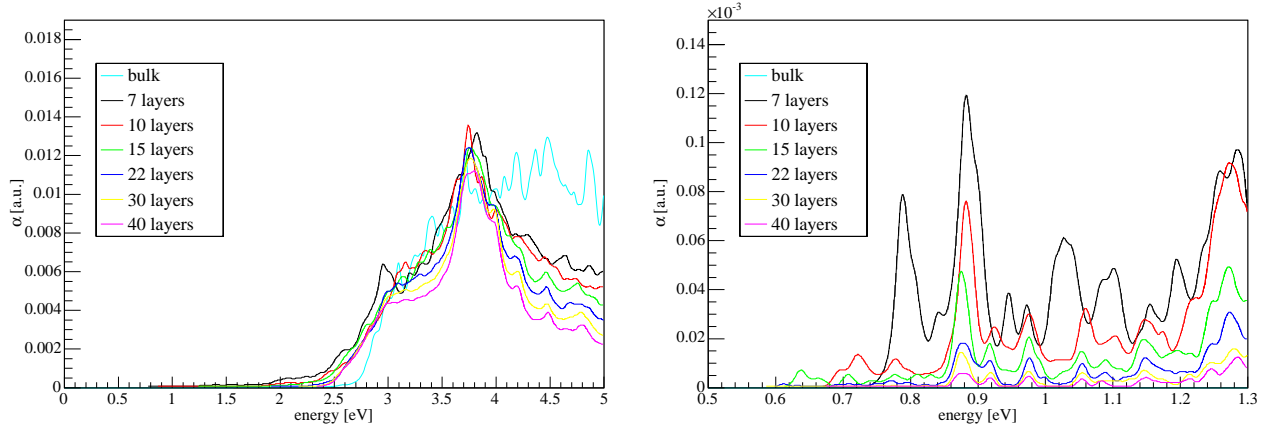 α [a.u.]
0.018
0.016
0.014
0.012
0.01
0.008
0.006
0.004
0.002
0
bulk
7 layers
10 layers
15 layers
22 layers
30 layers
40 layers
0 0.5 1 1.5 2 2.5 3 3.5 4 4.5 5
energy [eV]
×10⁻³
α [a.u.]
0.14
0.12
0.1
0.08
0.06
0.04
0.02
0
bulk
7 layers
10 layers
15 layers
22 layers
30 layers
40 layers
0.5 0.6 0.7 0.8 0.9 1 1.1 1.2 1.3
energy [eV]